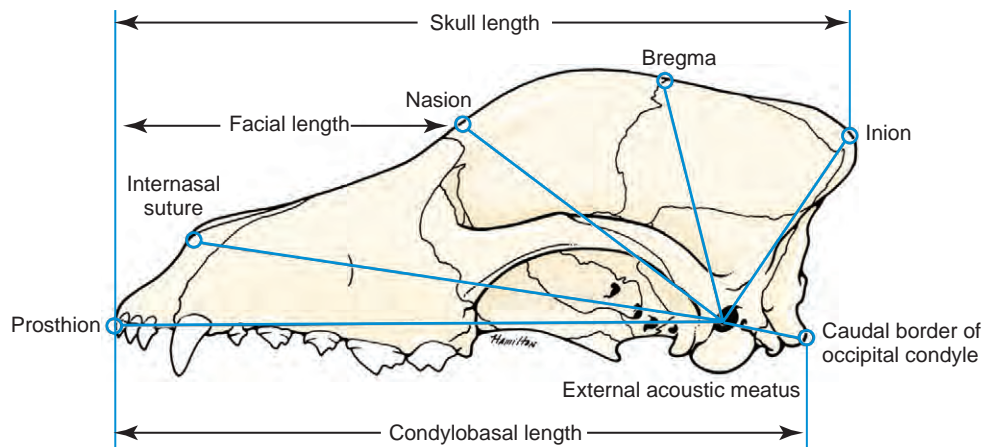 Skull length
Bregma
Nasion
Facial length
Inion
Internasal
suture
Prosthion
Hamilton
Caudal border of
occipital condyle
External acoustic meatus
Condylobasal length